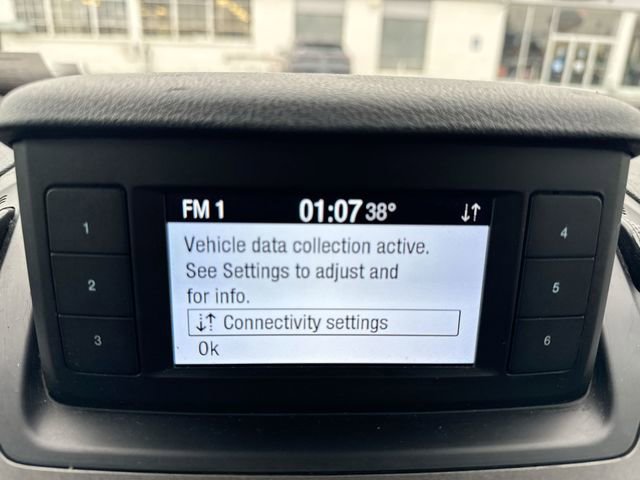 FM 1 01:07 38° ↓↑
Vehicle data collection active.
See Settings to adjust and
for info.
↓↑ Connectivity settings
Ok
1
2
3
4
5
6